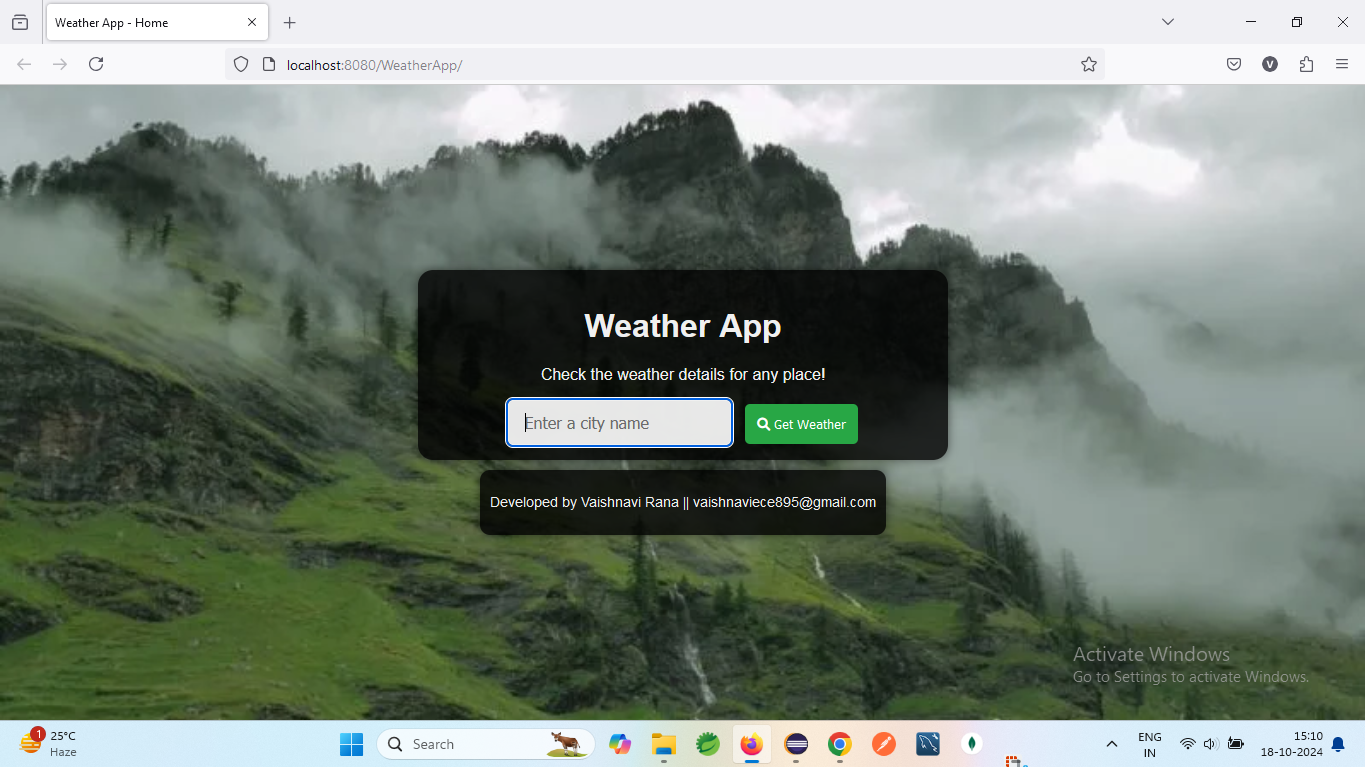 Weather App - Home
localhost:8080/WeatherApp/
V
Weather App
Check the weather details for any place!
Enter a city name
Get Weather
Developed by Vaishnavi Rana || vaishnaviece895@gmail.com
Activate Windows
Go to Settings to activate Windows.
1
25°C
Haze
Search
ENG
IN
15:10
18-10-2024